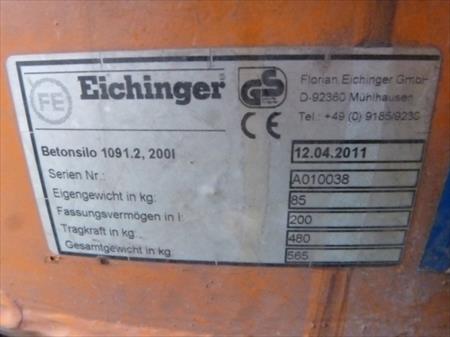 FE Eichinger GS Florian Eichinger GmbH
D-92360 Mühlhausen
CE Tel.: +49 (0) 9185/9230
Betonsilo 1091.2, 200l 12.04.2011
Serien Nr.: A010038
Eigengewicht in kg: 85
Fassungsvermögen in l: 200
Tragkraft in kg: 480
Gesamtgewicht in kg: 565